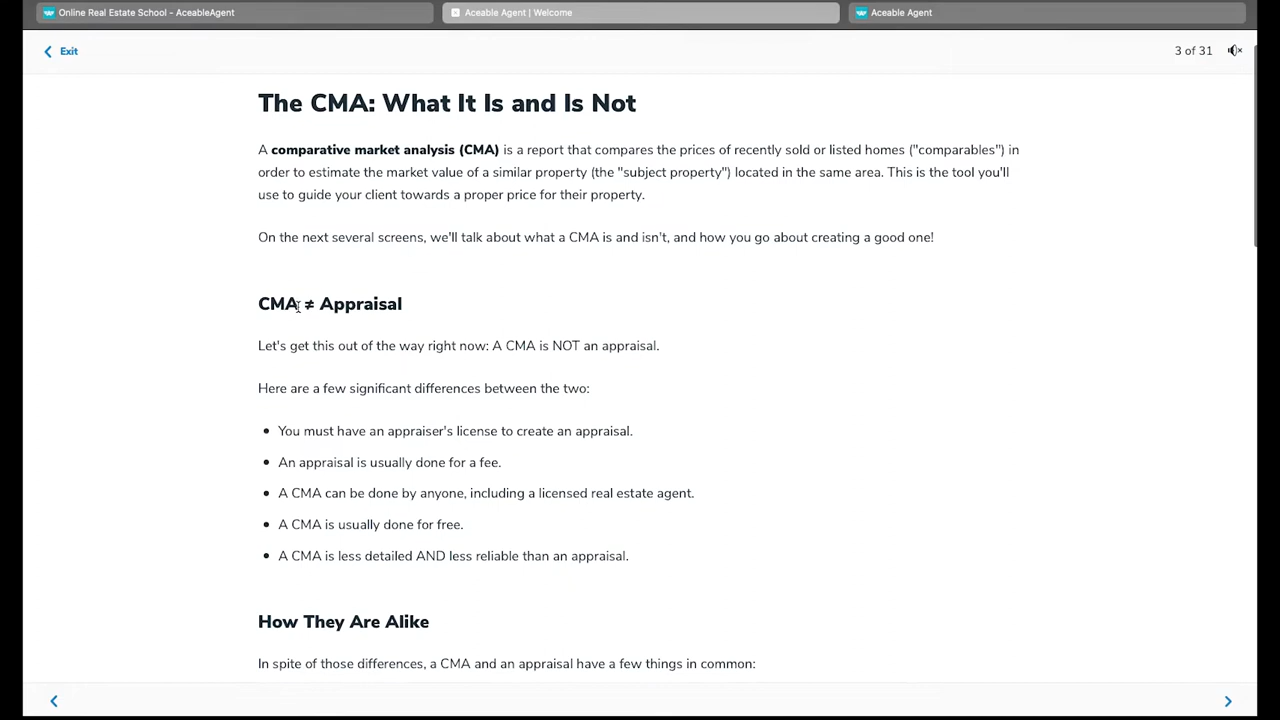 Online Real Estate School - AceableAgent
Aceable Agent | Welcome
Aceable Agent
Exit
3 of 31
The CMA: What It Is and Is Not
A comparative market analysis (CMA) is a report that compares the prices of recently sold or listed homes ("comparables") in
order to estimate the market value of a similar property (the "subject property") located in the same area. This is the tool you'll
use to guide your client towards a proper price for their property.
On the next several screens, we'll talk about what a CMA is and isn't, and how you go about creating a good one!
CMA ≠ Appraisal
Let's get this out of the way right now: A CMA is NOT an appraisal.
Here are a few significant differences between the two:
• You must have an appraiser's license to create an appraisal.
• An appraisal is usually done for a fee.
• A CMA can be done by anyone, including a licensed real estate agent.
• A CMA is usually done for free.
• A CMA is less detailed AND less reliable than an appraisal.
How They Are Alike
In spite of those differences, a CMA and an appraisal have a few things in common: